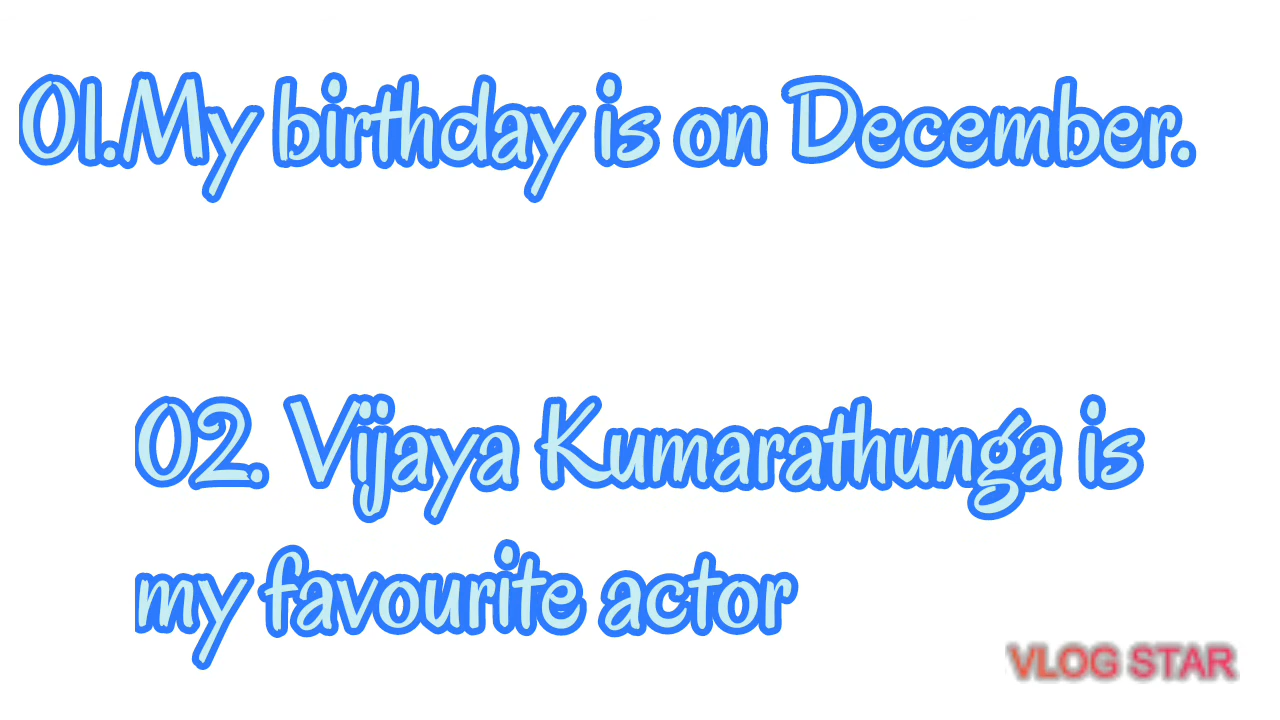 01.My birthday is on December.
02. Vijaya Kumarathunga is
my favourite actor
VLOG STAR